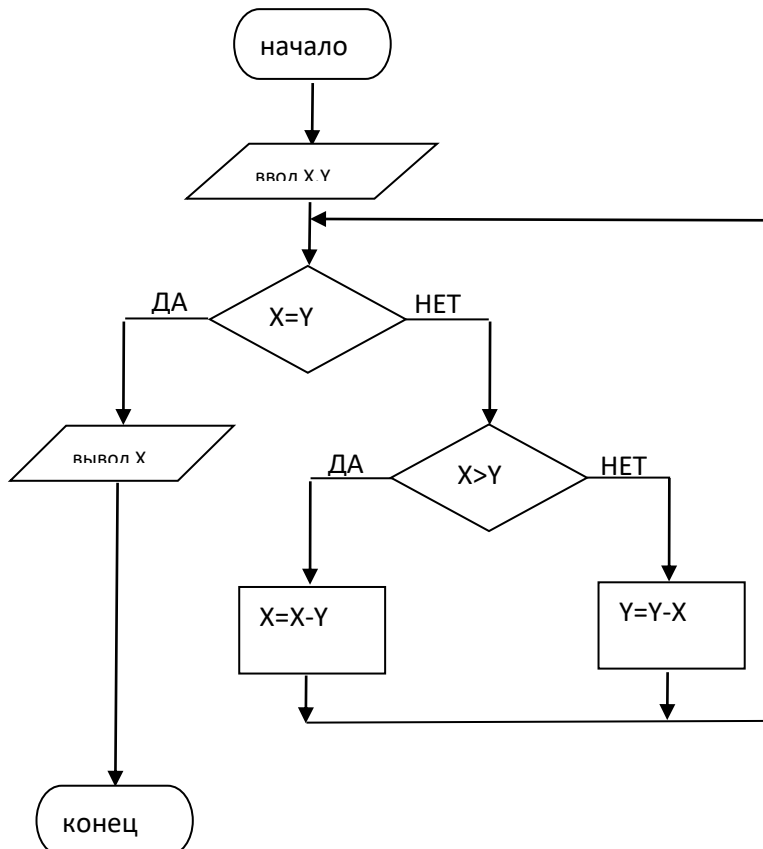 начало
ввод X,Y
X=Y
ДА
НЕТ
вывод X
X>Y
ДА
НЕТ
X=X-Y
Y=Y-X
конец